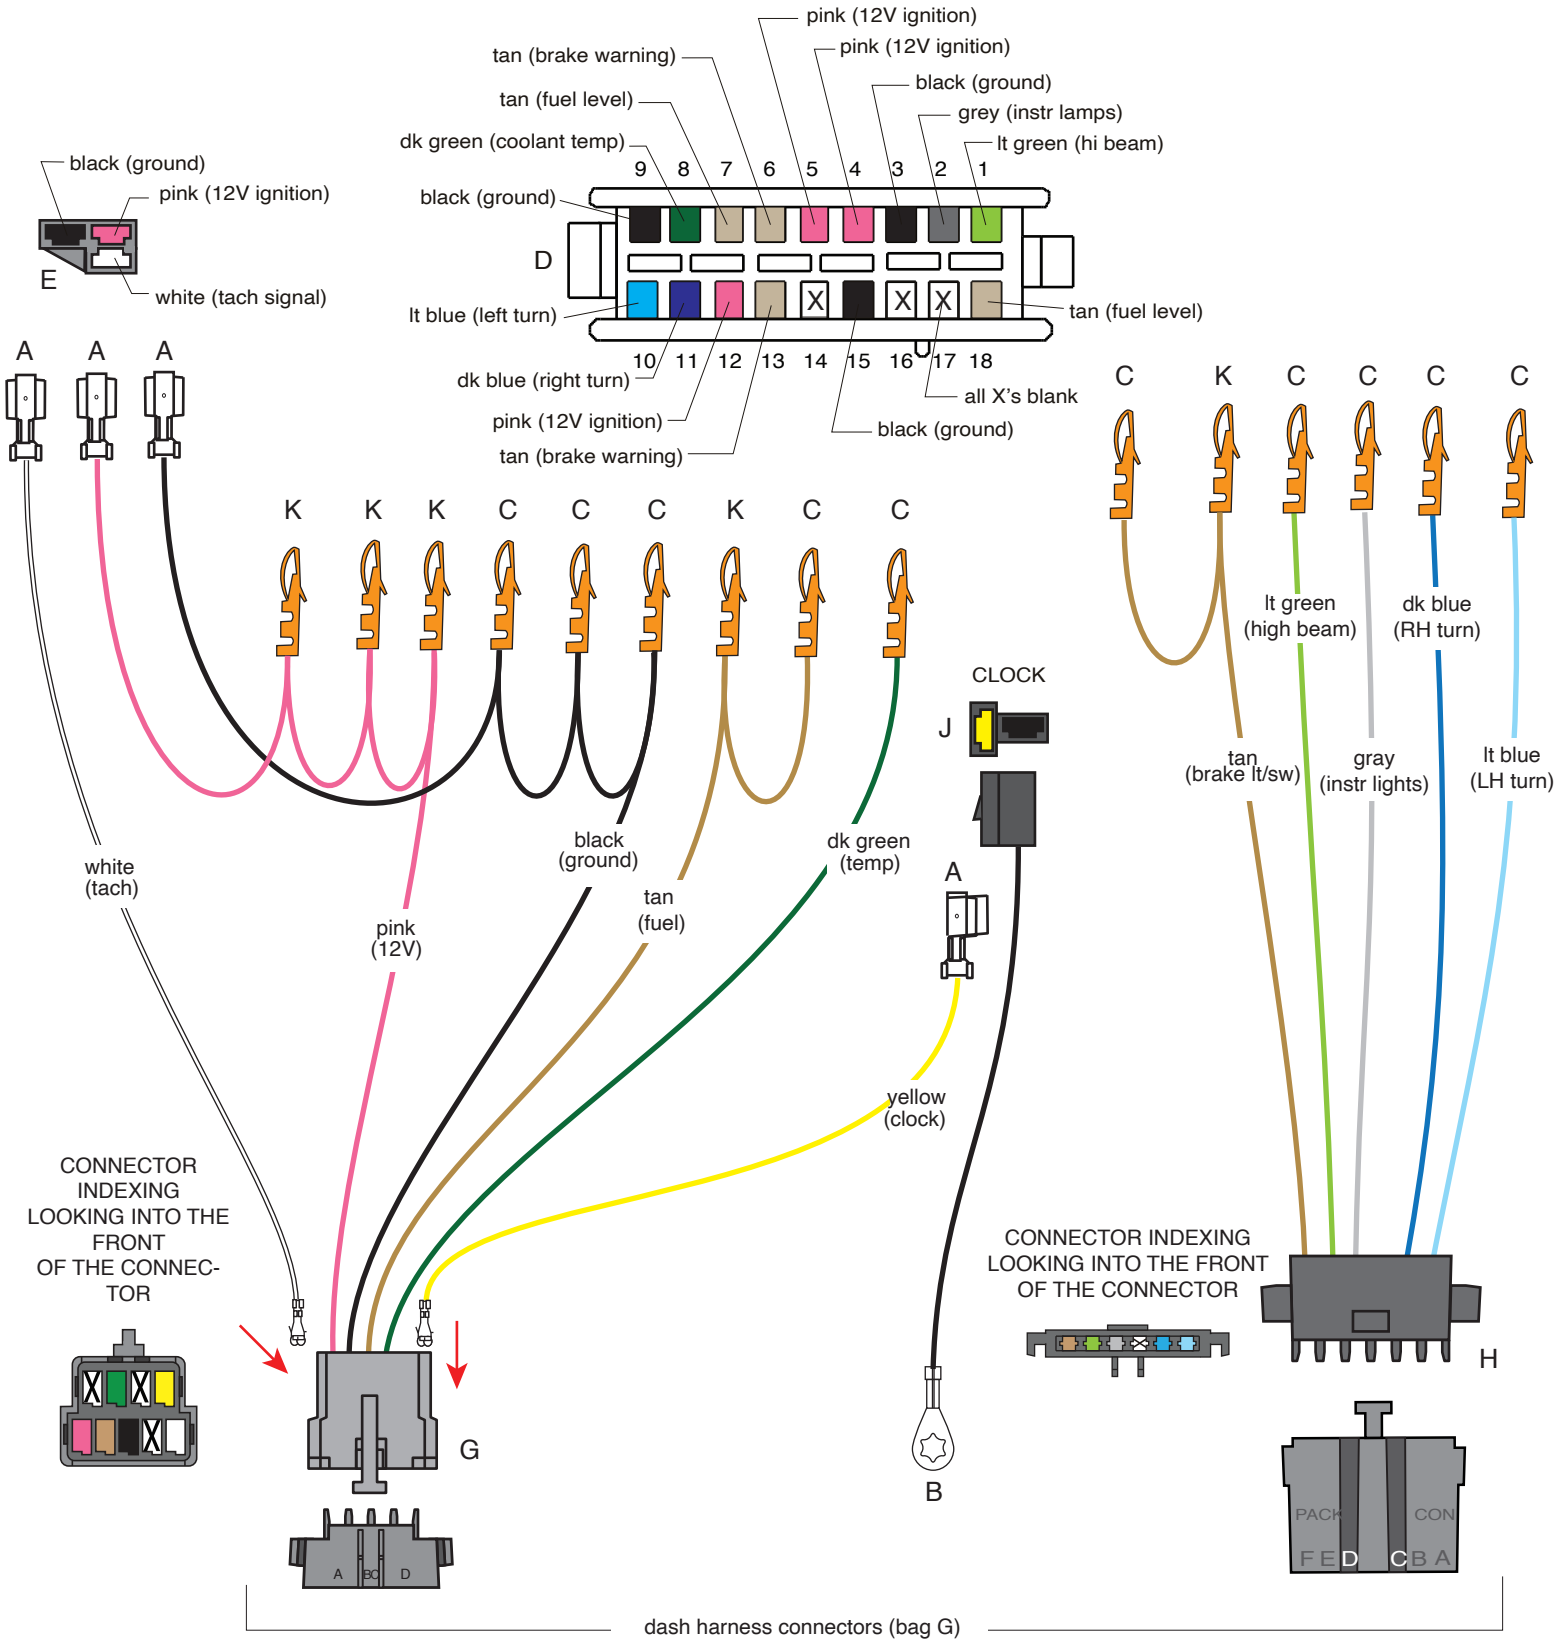 pink (12V ignition)
pink (12V ignition)
tan (brake warning)
black (ground)
tan (fuel level)
grey (instr lamps)
dk green (coolant temp)
lt green (hi beam)
black (ground)
9 8 7 6 5 4 3 2 1
pink (12V ignition)
black (ground)
D
E
white (tach signal)
lt blue (left turn)
X X X
tan (fuel level)
10 11 12 13 14 15 16 17 18
dk blue (right turn)
all X's blank
pink (12V ignition)
black (ground)
tan (brake warning)
A A A
C K C C C C
K K K C C C K C C
lt green
(high beam)
dk blue
(RH turn)
CLOCK
J
tan
(brake lt/sw)
gray
(instr lights)
lt blue
(LH turn)
black
(ground)
dk green
(temp)
white
(tach)
A
tan
(fuel)
pink
(12V)
yellow
(clock)
CONNECTOR
INDEXING
LOOKING INTO THE
FRONT
OF THE CONNEC-
TOR
CONNECTOR INDEXING
LOOKING INTO THE FRONT
OF THE CONNECTOR
H
X X
X
G
B
PACK CON
F E D C B A
A BC D
dash harness connectors (bag G)